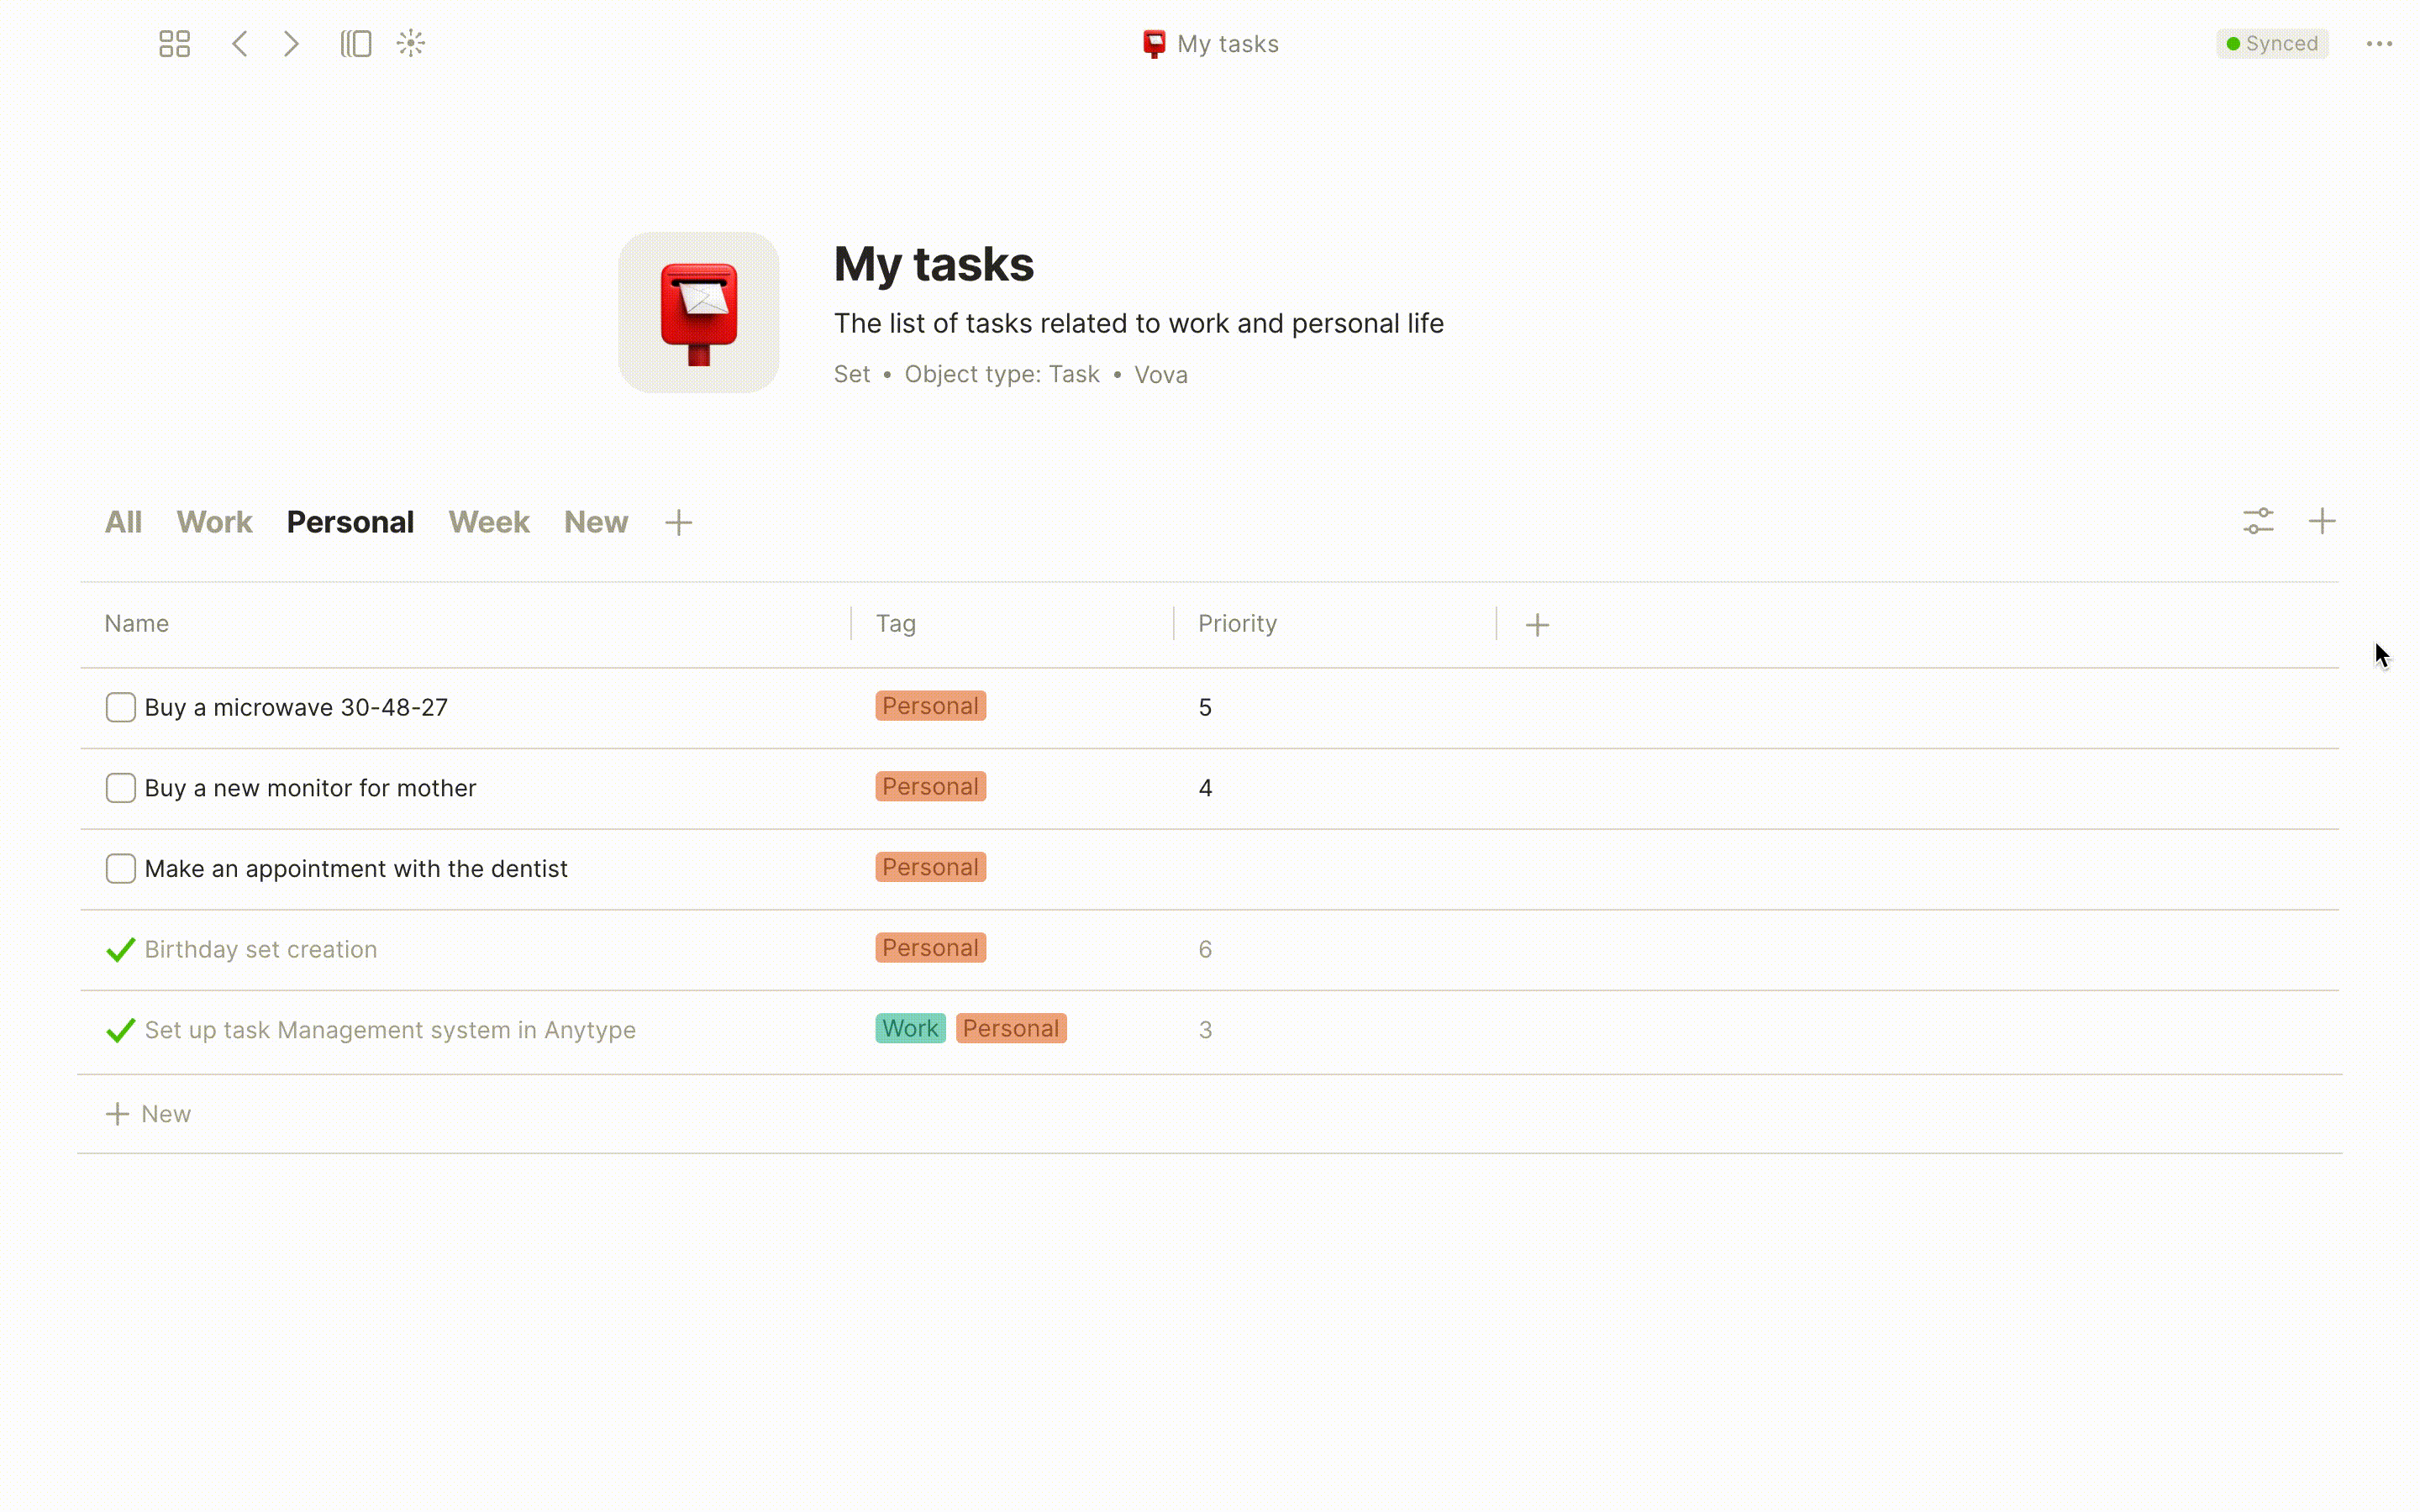 My tasks
Synced
My tasks
The list of tasks related to work and personal life
Set • Object type: Task • Vova
All Work Personal Week New
Name Tag Priority
Buy a microwave 30-48-27 Personal 5
Buy a new monitor for mother Personal 4
Make an appointment with the dentist Personal
Birthday set creation Personal 6
Set up task Management system in Anytype Work Personal 3
New